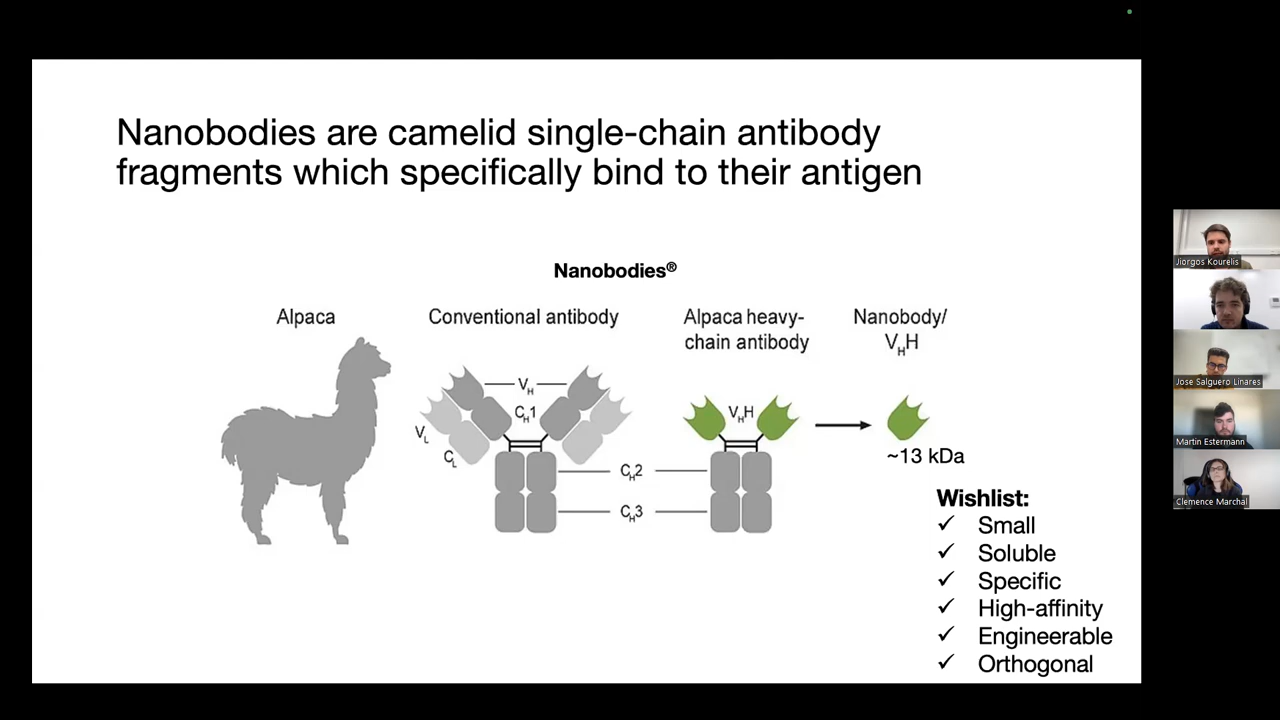 Nanobodies are camelid single-chain antibody
fragments which specifically bind to their antigen
Nanobodies®
Alpaca
Conventional antibody
Alpaca heavy-
chain antibody
Nanobody/
VHH
VH
CH1
VL
CL
CH2
CH3
VHH
~13 kDa
Wishlist:
✓ Small
✓ Soluble
✓ Specific
✓ High-affinity
✓ Engineerable
✓ Orthogonal
Jiorgos Kourelis
Jose Salguero Linares
Martin Estermann
Clemence Marchal